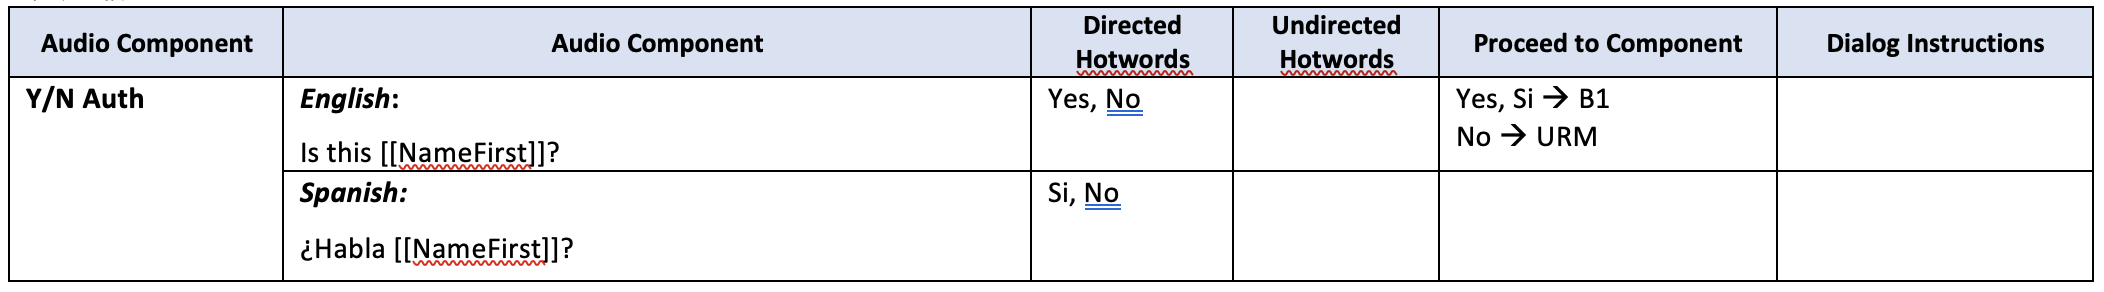 Audio Component
Audio Component
Directed
Hotwords
Undirected
Hotwords
Proceed to Component
Dialog Instructions
Y/N Auth
English:
Is this [[NameFirst]]?
Yes, No
Yes, Si → B1
No → URM
Spanish:
¿Habla [[NameFirst]]?
Si, No